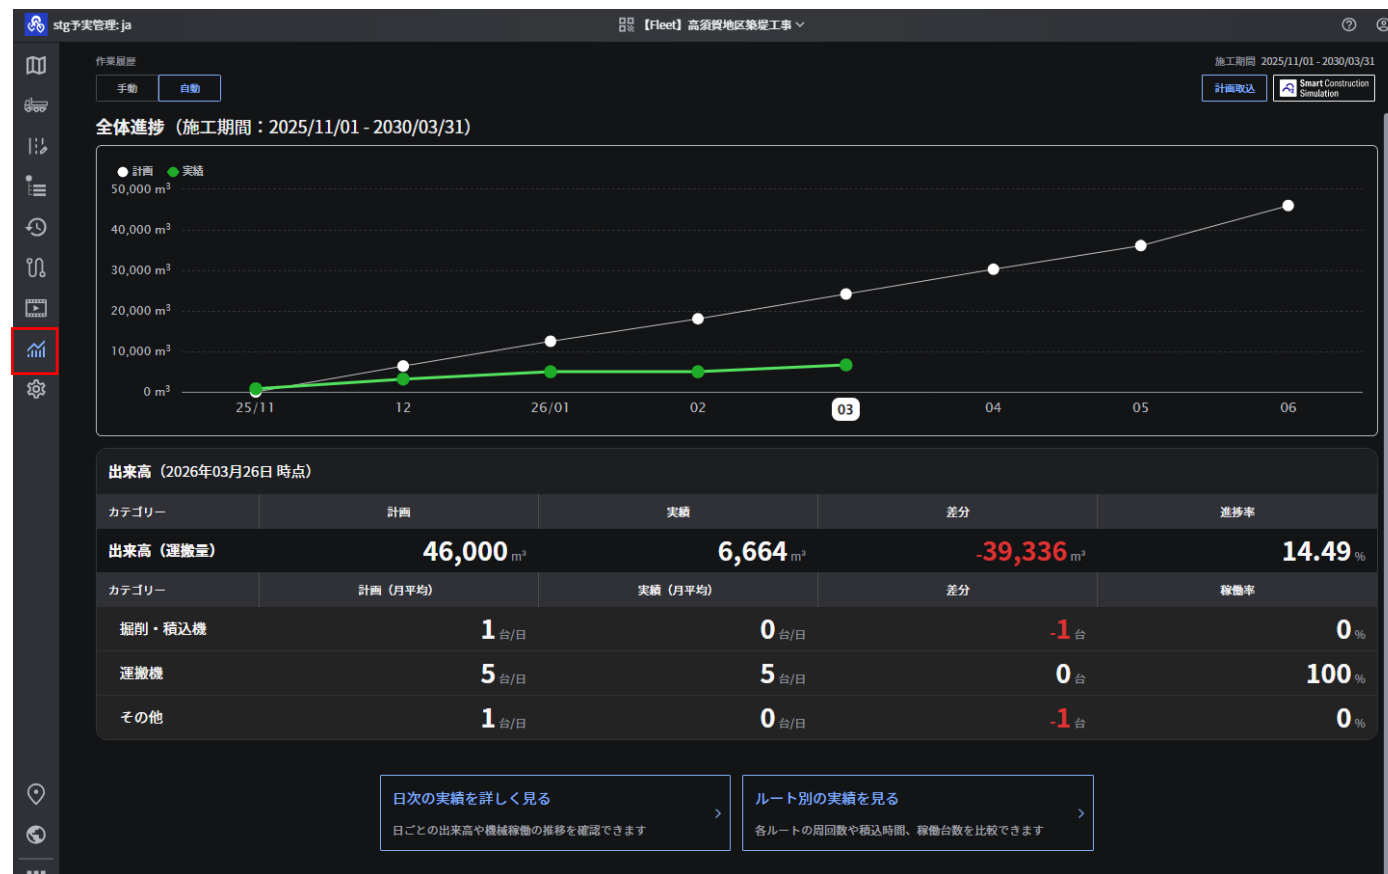 stg予実管理: ja
【Fleet】高須賀地区築堤工事
作業履歴
施工期間 2025/11/01 - 2030/03/31
手動 自動
計画取込 Smart Construction
Simulation
全体進捗（施工期間：2025/11/01 - 2030/03/31）
計画 実績
50,000 m³
40,000 m³
30,000 m³
20,000 m³
10,000 m³
0 m³
25/11 12 26/01 02 03 04 05 06
出来高（2026年03月26日 時点）
カテゴリー 計画 実績 差分 進捗率
出来高（運搬量） 46,000 m³ 6,664 m³ -39,336 m³ 14.49 %
カテゴリー 計画（月平均） 実績（月平均） 差分 稼働率
掘削・積込機 1 台/日 0 台/日 -1 台 0 %
運搬機 5 台/日 5 台/日 0 台 100 %
その他 1 台/日 0 台/日 -1 台 0 %
日次の実績を詳しく見る
日ごとの出来高や機械稼働の推移を確認できます
ルート別の実績を見る
各ルートの周回数や積込時間、稼働台数を比較できます